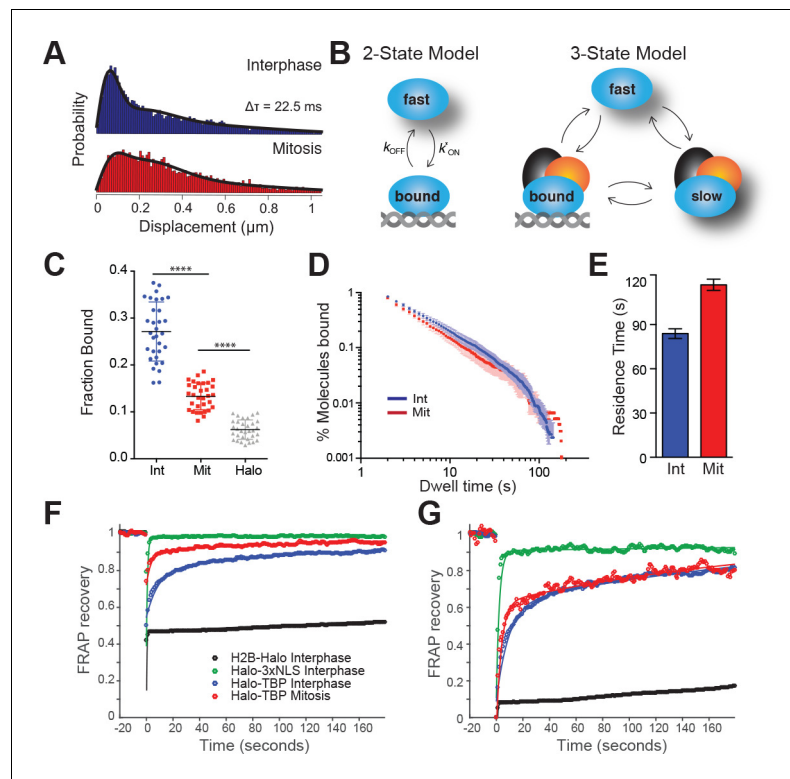 A
Interphase
Δτ = 22.5 ms
Mitosis
Probability
0
0.2
0.4
0.6
0.8
1
Displacement (µm)
B
2-State Model
3-State Model
fast
kOFF
k*ON
bound
fast
bound
slow
C
Fraction Bound
0.4
0.3
0.2
0.1
0.0
****
****
Int
Mit
Halo
D
% Molecules bound
1
0.1
0.01
0.001
Int
Mit
1
10
100
Dwell time (s)
E
Residence Time (s)
120
90
60
30
0
Int
Mit
F
FRAP recovery
1
0.8
0.6
0.4
0.2
0
H2B-Halo Interphase
Halo-3xNLS Interphase
Halo-TBP Interphase
Halo-TBP Mitosis
-20
0
20
40
60
80
100
120
140
160
Time (seconds)
G
FRAP recovery
1
0.8
0.6
0.4
0.2
0
-20
0
20
40
60
80
100
120
140
160
Time (seconds)